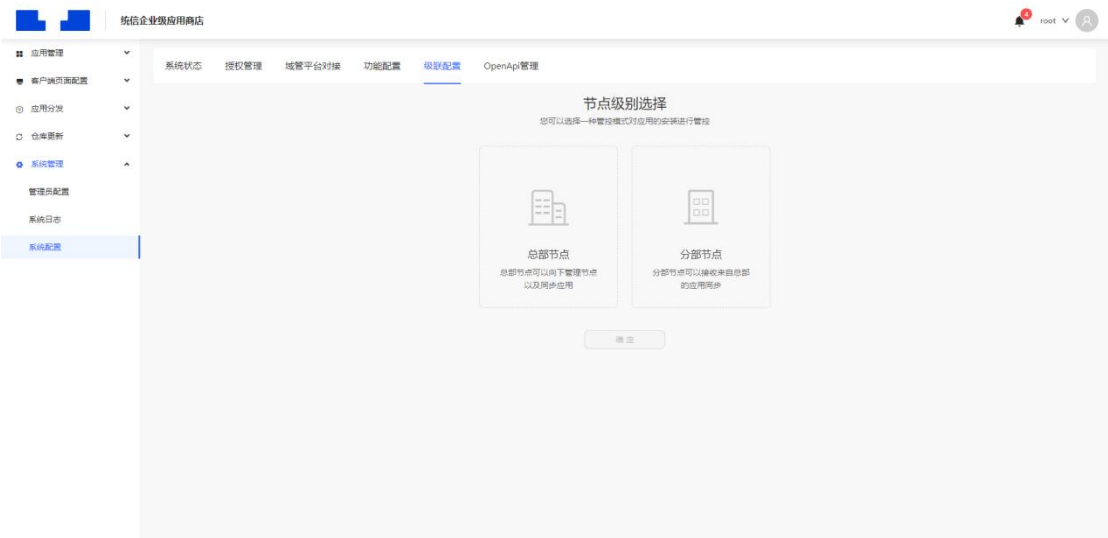 统信企业级应用商店
4
root
应用管理
客户端页面配置
应用分发
仓库更新
系统管理
管理员配置
系统日志
系统配置
系统状态 授权管理 域管平台对接 功能配置 级联配置 OpenApi管理
节点级别选择
您可以选择一种管控模式对应用的安装进行管控
总部节点
总部节点可以向下管理节点
以及同步应用
分部节点
分部节点可以接收来自总部
的应用同步
确 定